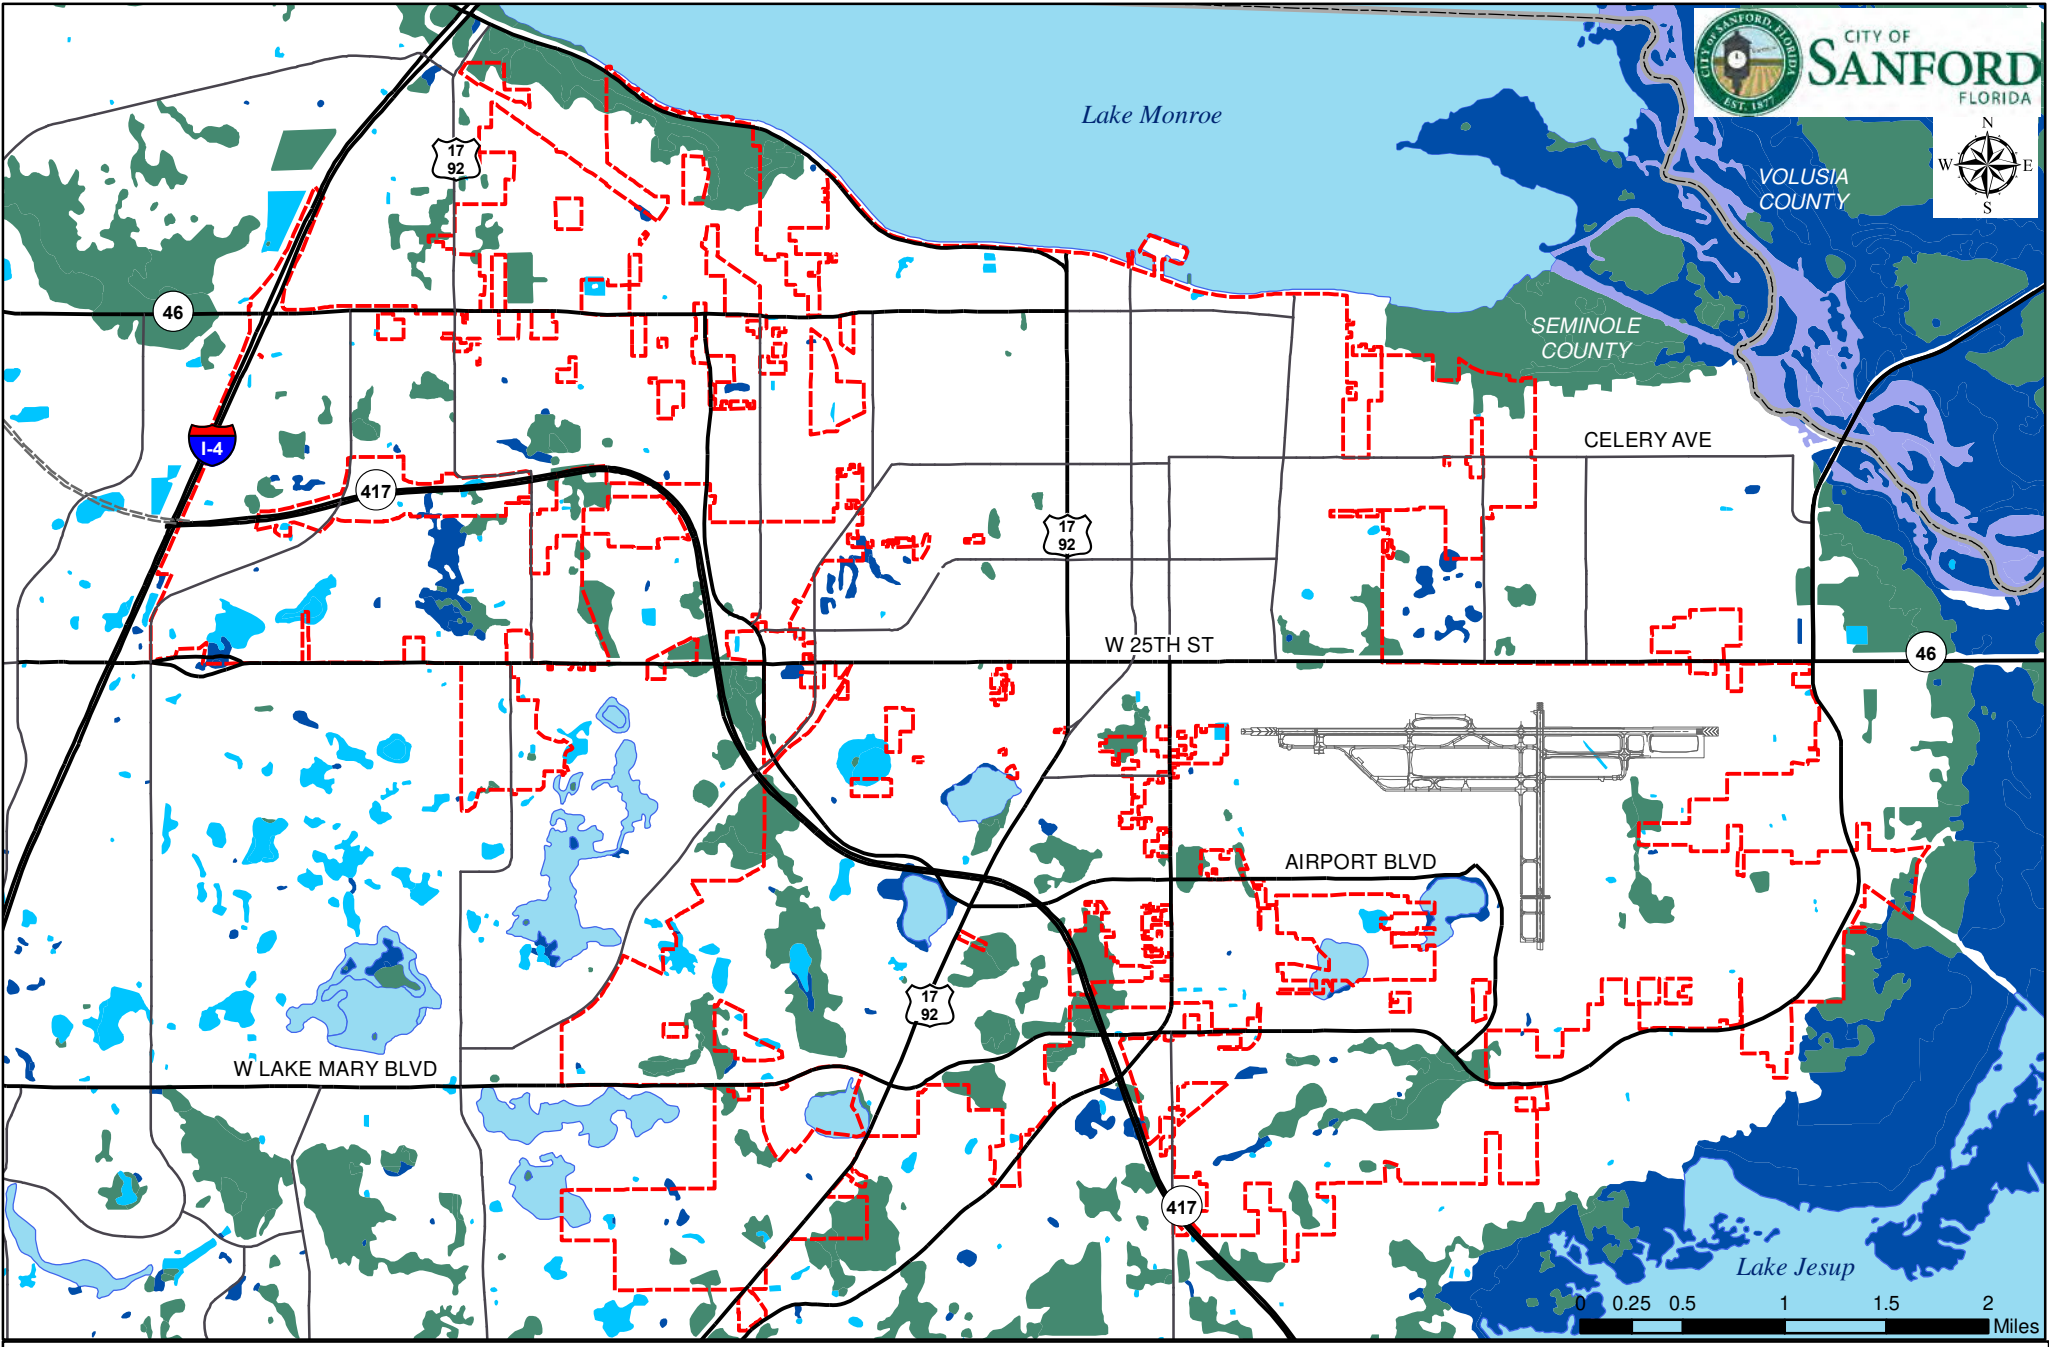 CITY OF SANFORD, FLORIDA
EST. 1877
CITY OF
SANFORD
FLORIDA
Lake Monroe
N
W E
S
17
92
VOLUSIA
COUNTY
46
SEMINOLE
COUNTY
I-4
CELERY AVE
417
17
92
W 25TH ST
46
AIRPORT BLVD
17
92
W LAKE MARY BLVD
417
Lake Jesup
0 0.25 0.5 1 1.5 2
Miles